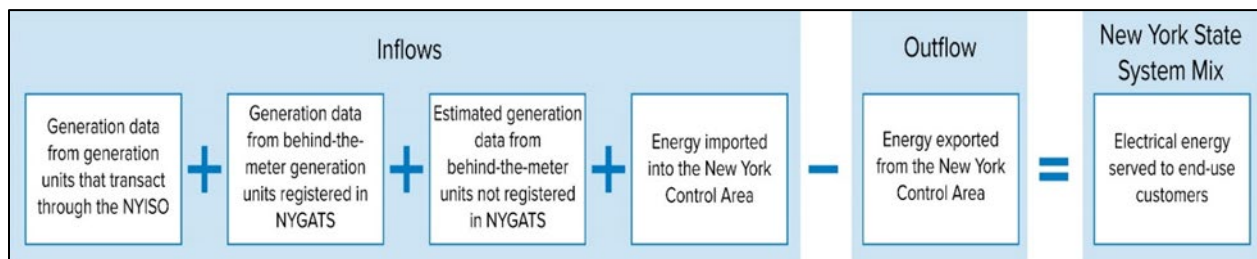 Inflows
Generation data
from generation
units that transact
through the NYISO
+
Generation data
from behind-the-
meter generation
units registered in
NYGATS
+
Estimated generation
data from
behind-the-meter
units not registered
in NYGATS
+
Energy imported
into the New York
Control Area
−
Outflow
Energy exported
from the New York
Control Area
=
New York State
System Mix
Electrical energy
served to end-use
customers